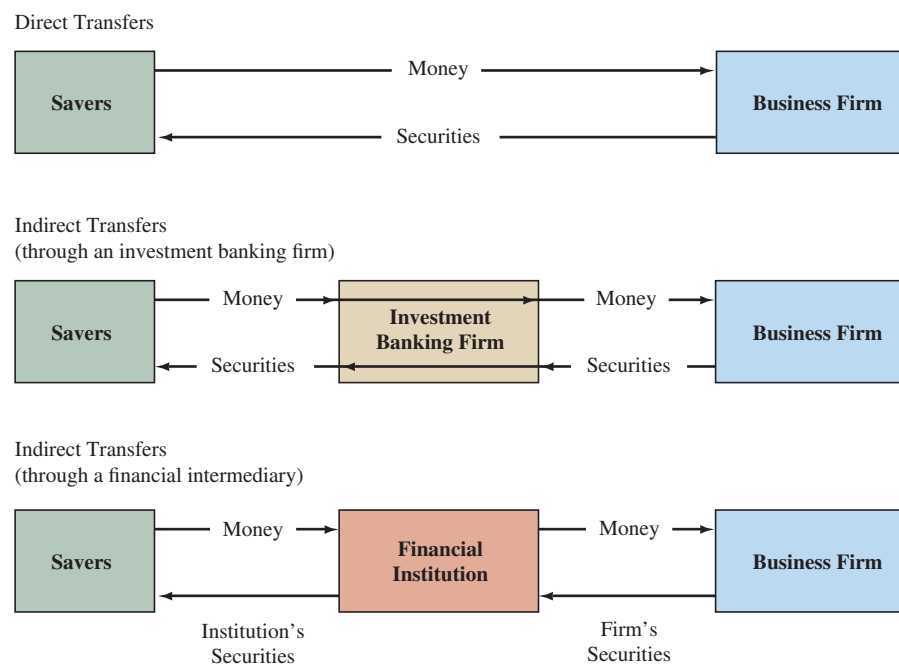 Direct Transfers
Savers
Money
Securities
Business Firm
Indirect Transfers
(through an investment banking firm)
Savers
Money
Securities
Investment
Banking Firm
Money
Securities
Business Firm
Indirect Transfers
(through a financial intermediary)
Savers
Money
Institution's
Securities
Financial
Institution
Money
Firm's
Securities
Business Firm